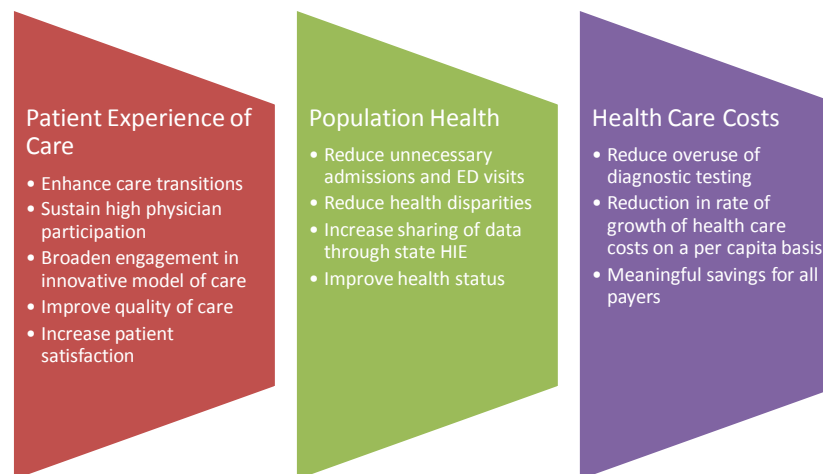 Patient Experience of
Care
• Enhance care transitions
• Sustain high physician
participation
• Broaden engagement in
innovative model of care
• Improve quality of care
• Increase patient
satisfaction
Population Health
• Reduce unnecessary
admissions and ED visits
• Reduce health disparities
• Increase sharing of data
through state HIE
• Improve health status
Health Care Costs
• Reduce overuse of
diagnostic testing
• Reduction in rate of
growth of health care
costs on a per capita basis
• Meaningful savings for all
payers